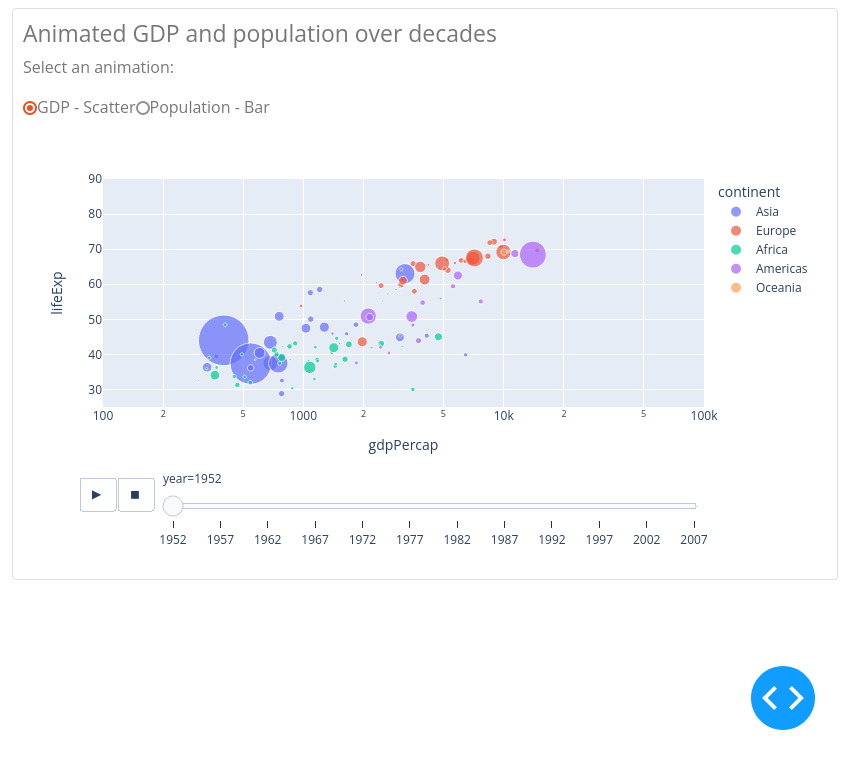 Animated GDP and population over decades
Select an animation:
GDP - Scatter Population - Bar
90
80
70
60
50
40
30
lifeExp
100 2 5 1000 2 5 10k 2 5 100k
gdpPercap
continent
Asia
Europe
Africa
Americas
Oceania
year=1952
1952 1957 1962 1967 1972 1977 1982 1987 1992 1997 2002 2007